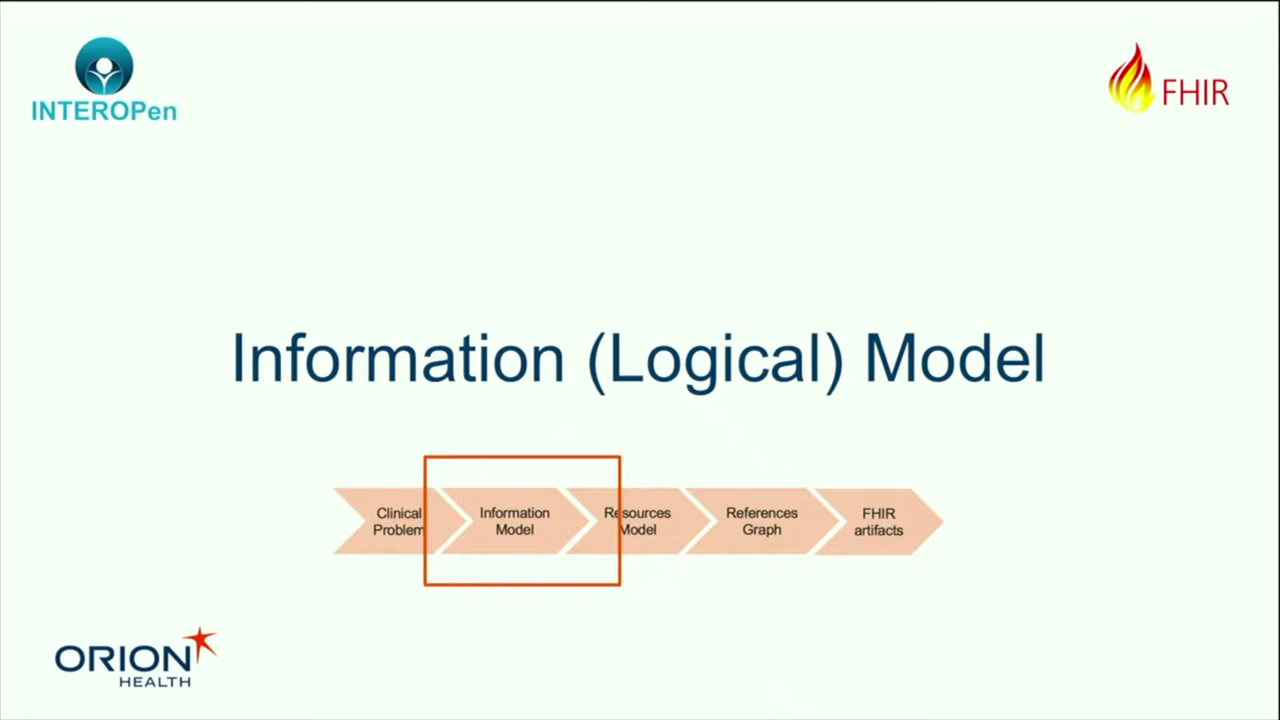 INTEROPen
FHIR
Information (Logical) Model
Clinical
Problem
Information
Model
Resources
Model
References
Graph
FHIR
artifacts
ORION
HEALTH